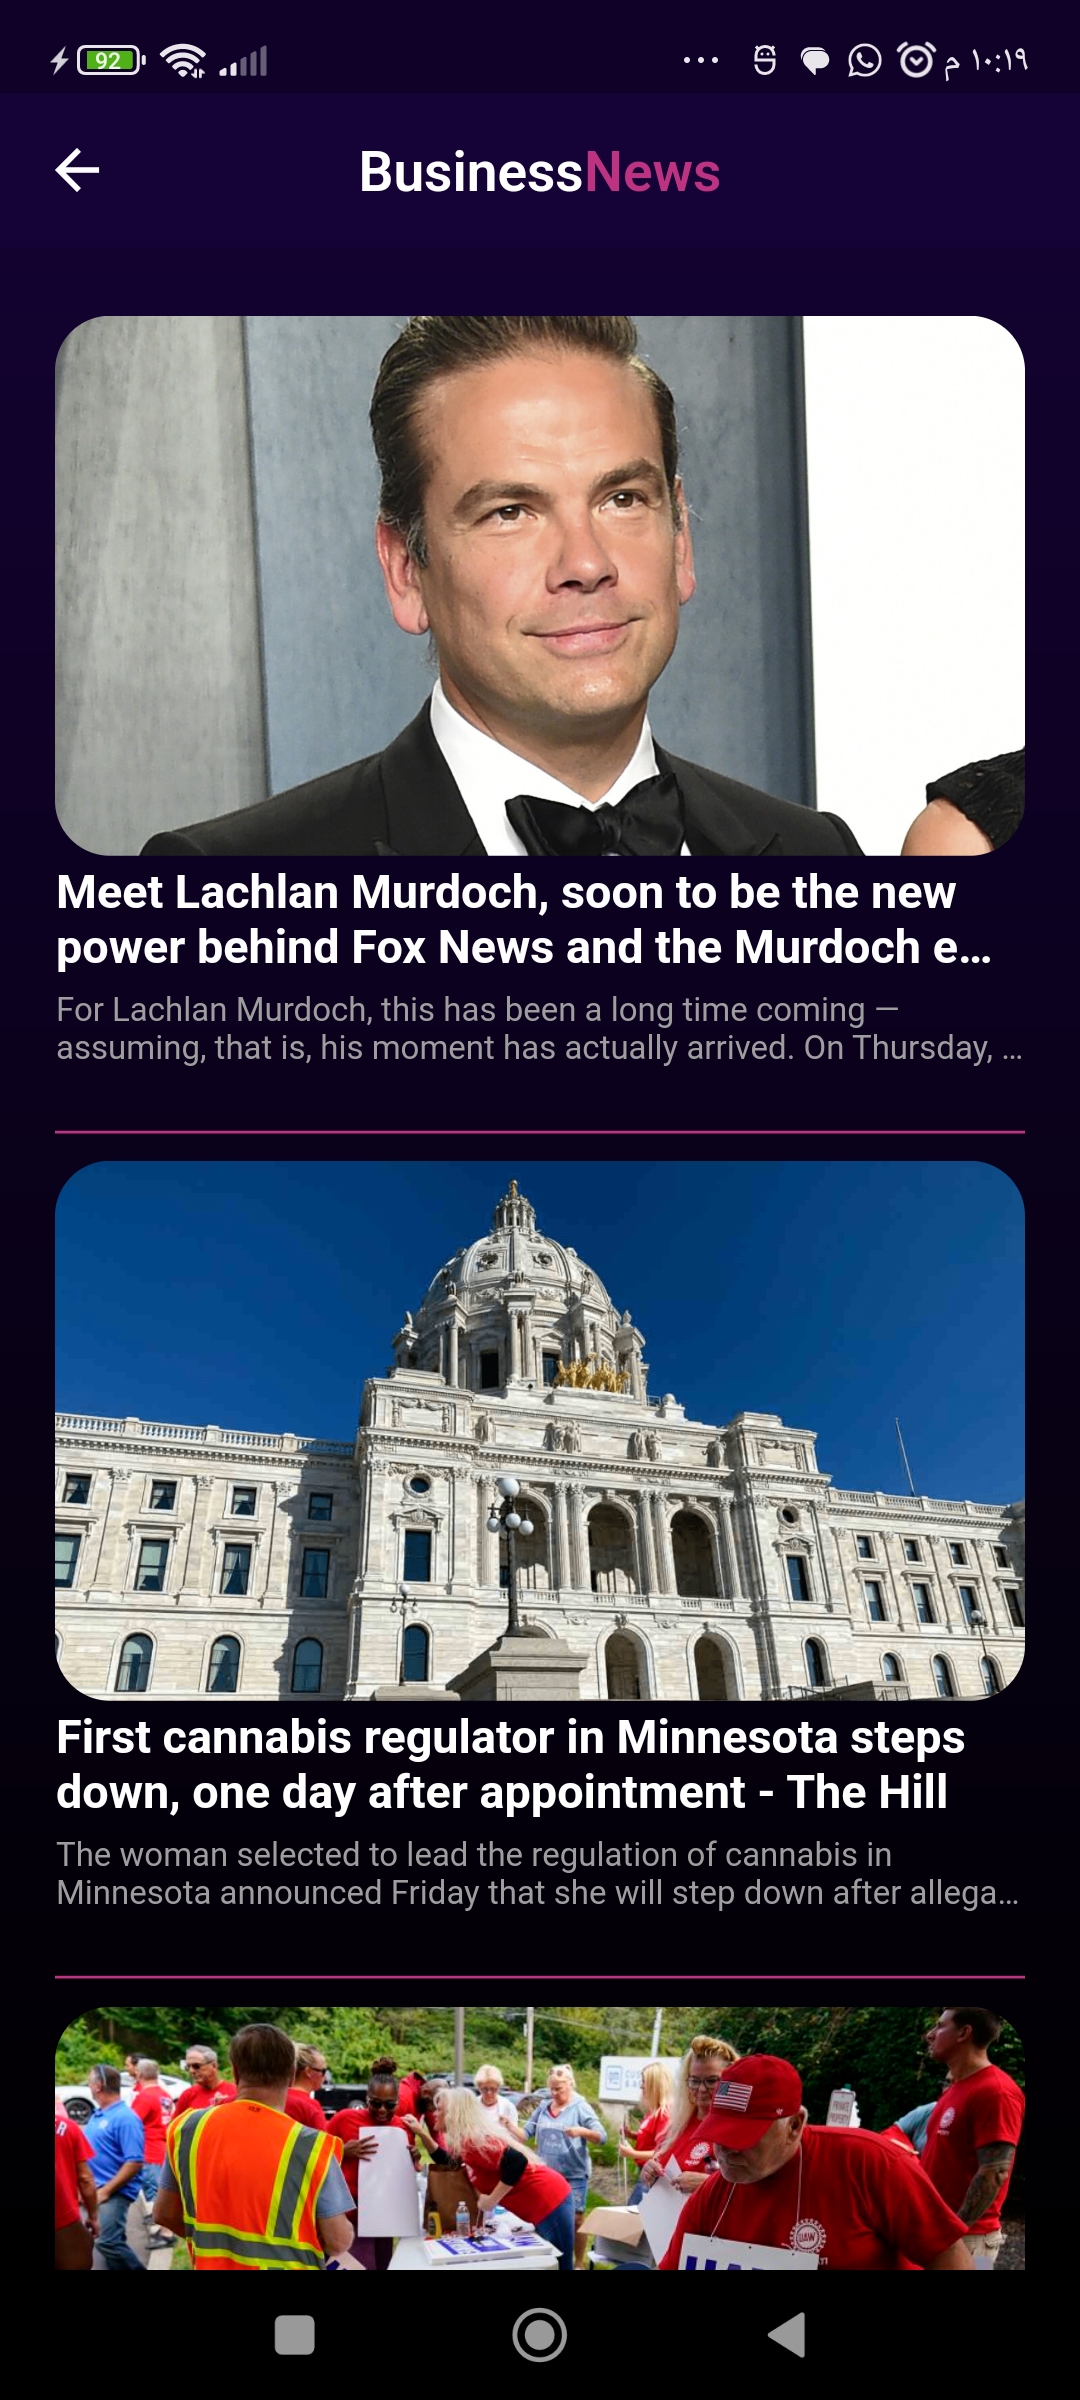 92
م ١٠:١٩
BusinessNews
Meet Lachlan Murdoch, soon to be the new
power behind Fox News and the Murdoch e…
For Lachlan Murdoch, this has been a long time coming —
assuming, that is, his moment has actually arrived. On Thursday, …
First cannabis regulator in Minnesota steps
down, one day after appointment - The Hill
The woman selected to lead the regulation of cannabis in
Minnesota announced Friday that she will step down after allega…
PRIVATE
PROPERTY
UAW